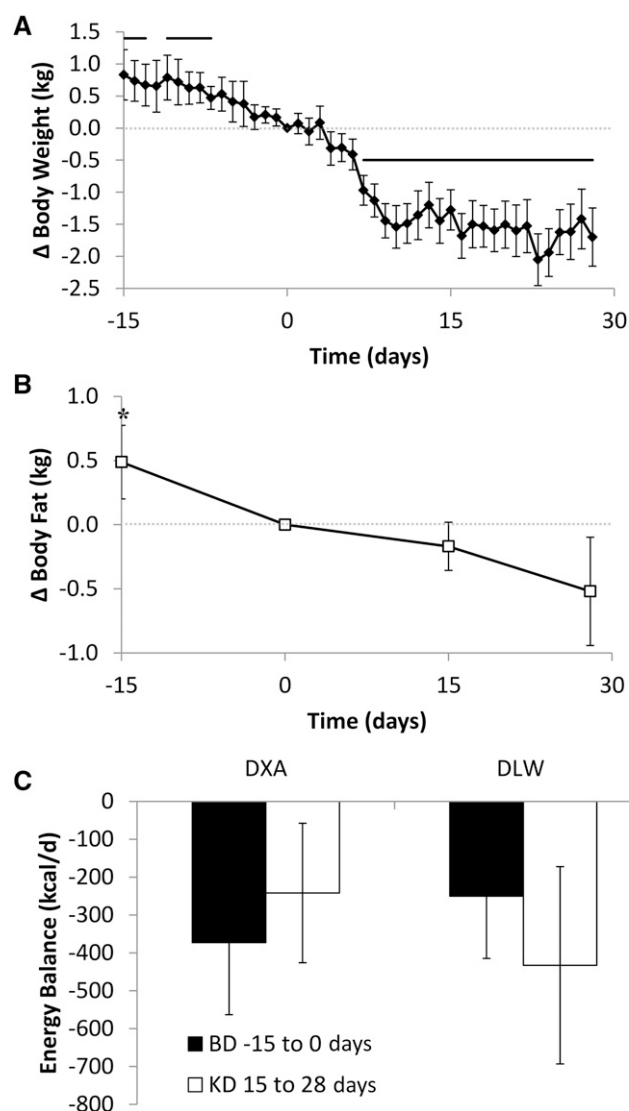 A
Δ Body Weight (kg)
1.5
1.0
0.5
0.0
-0.5
-1.0
-1.5
-2.0
-2.5
-15 0 15 30
Time (days)
B
Δ Body Fat (kg)
1.0
*
0.5
0.0
-0.5
-1.0
-15 0 15 30
Time (days)
C
DXA DLW
Energy Balance (kcal/d)
0
-100
-200
-300
-400
-500
-600
-700
-800
BD -15 to 0 days
KD 15 to 28 days